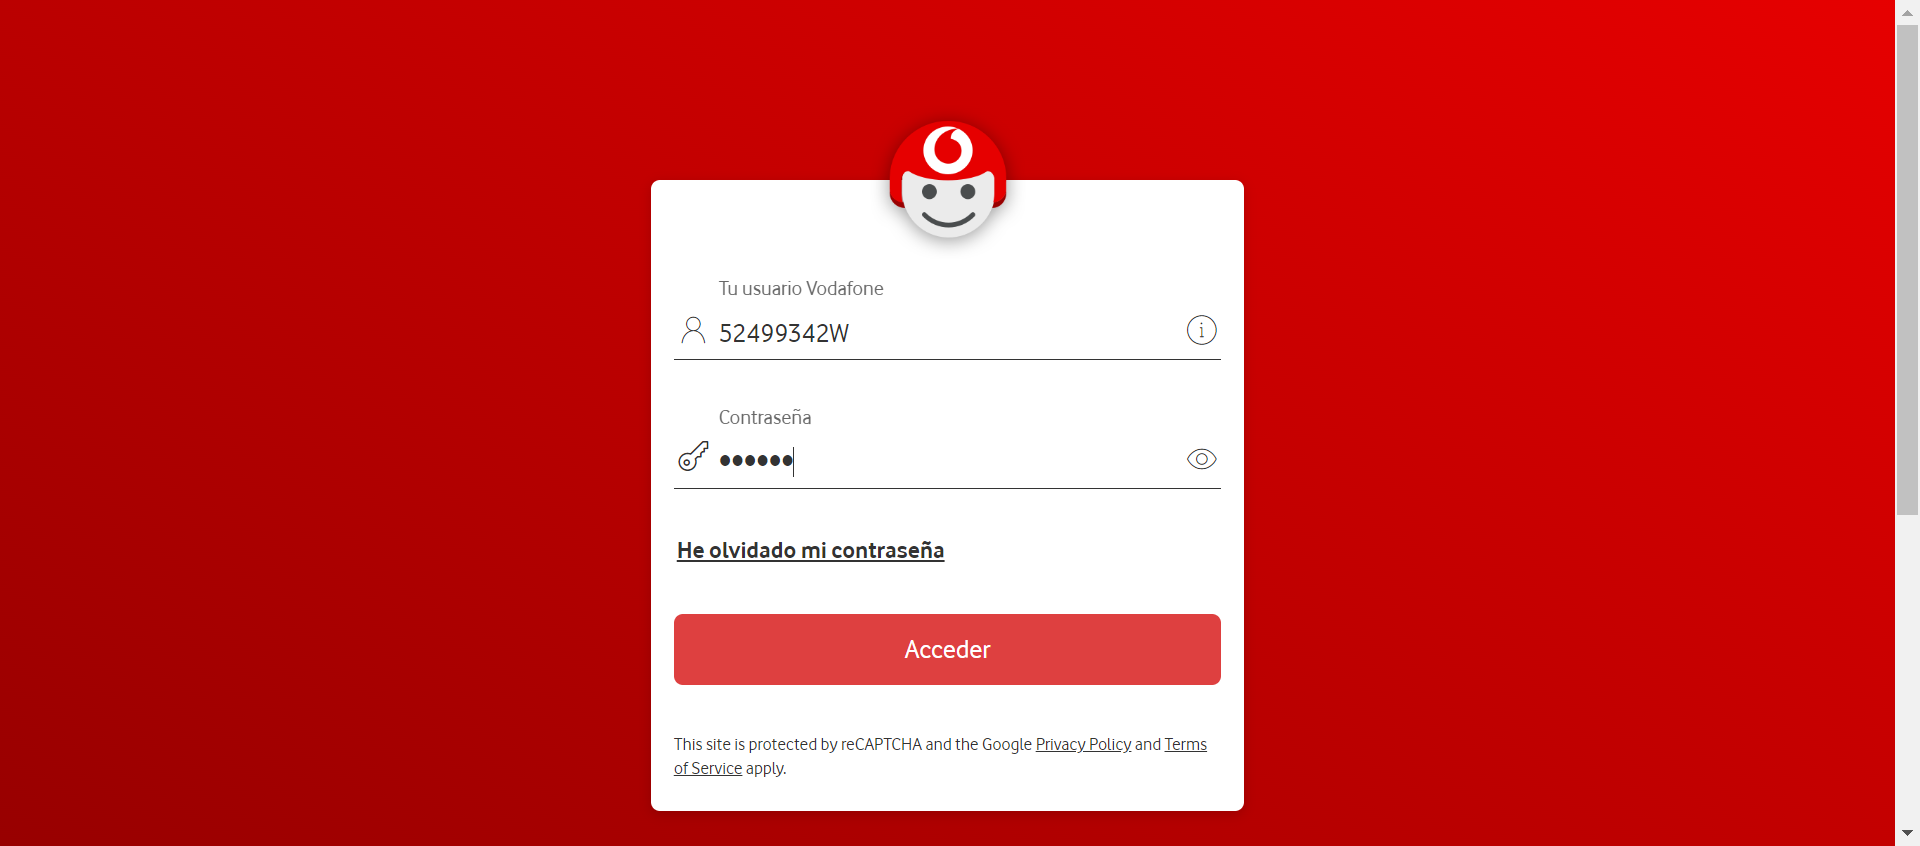 Tu usuario Vodafone
52499342W
Contraseña
••••••
He olvidado mi contraseña
Acceder
This site is protected by reCAPTCHA and the Google Privacy Policy and Terms
of Service apply.